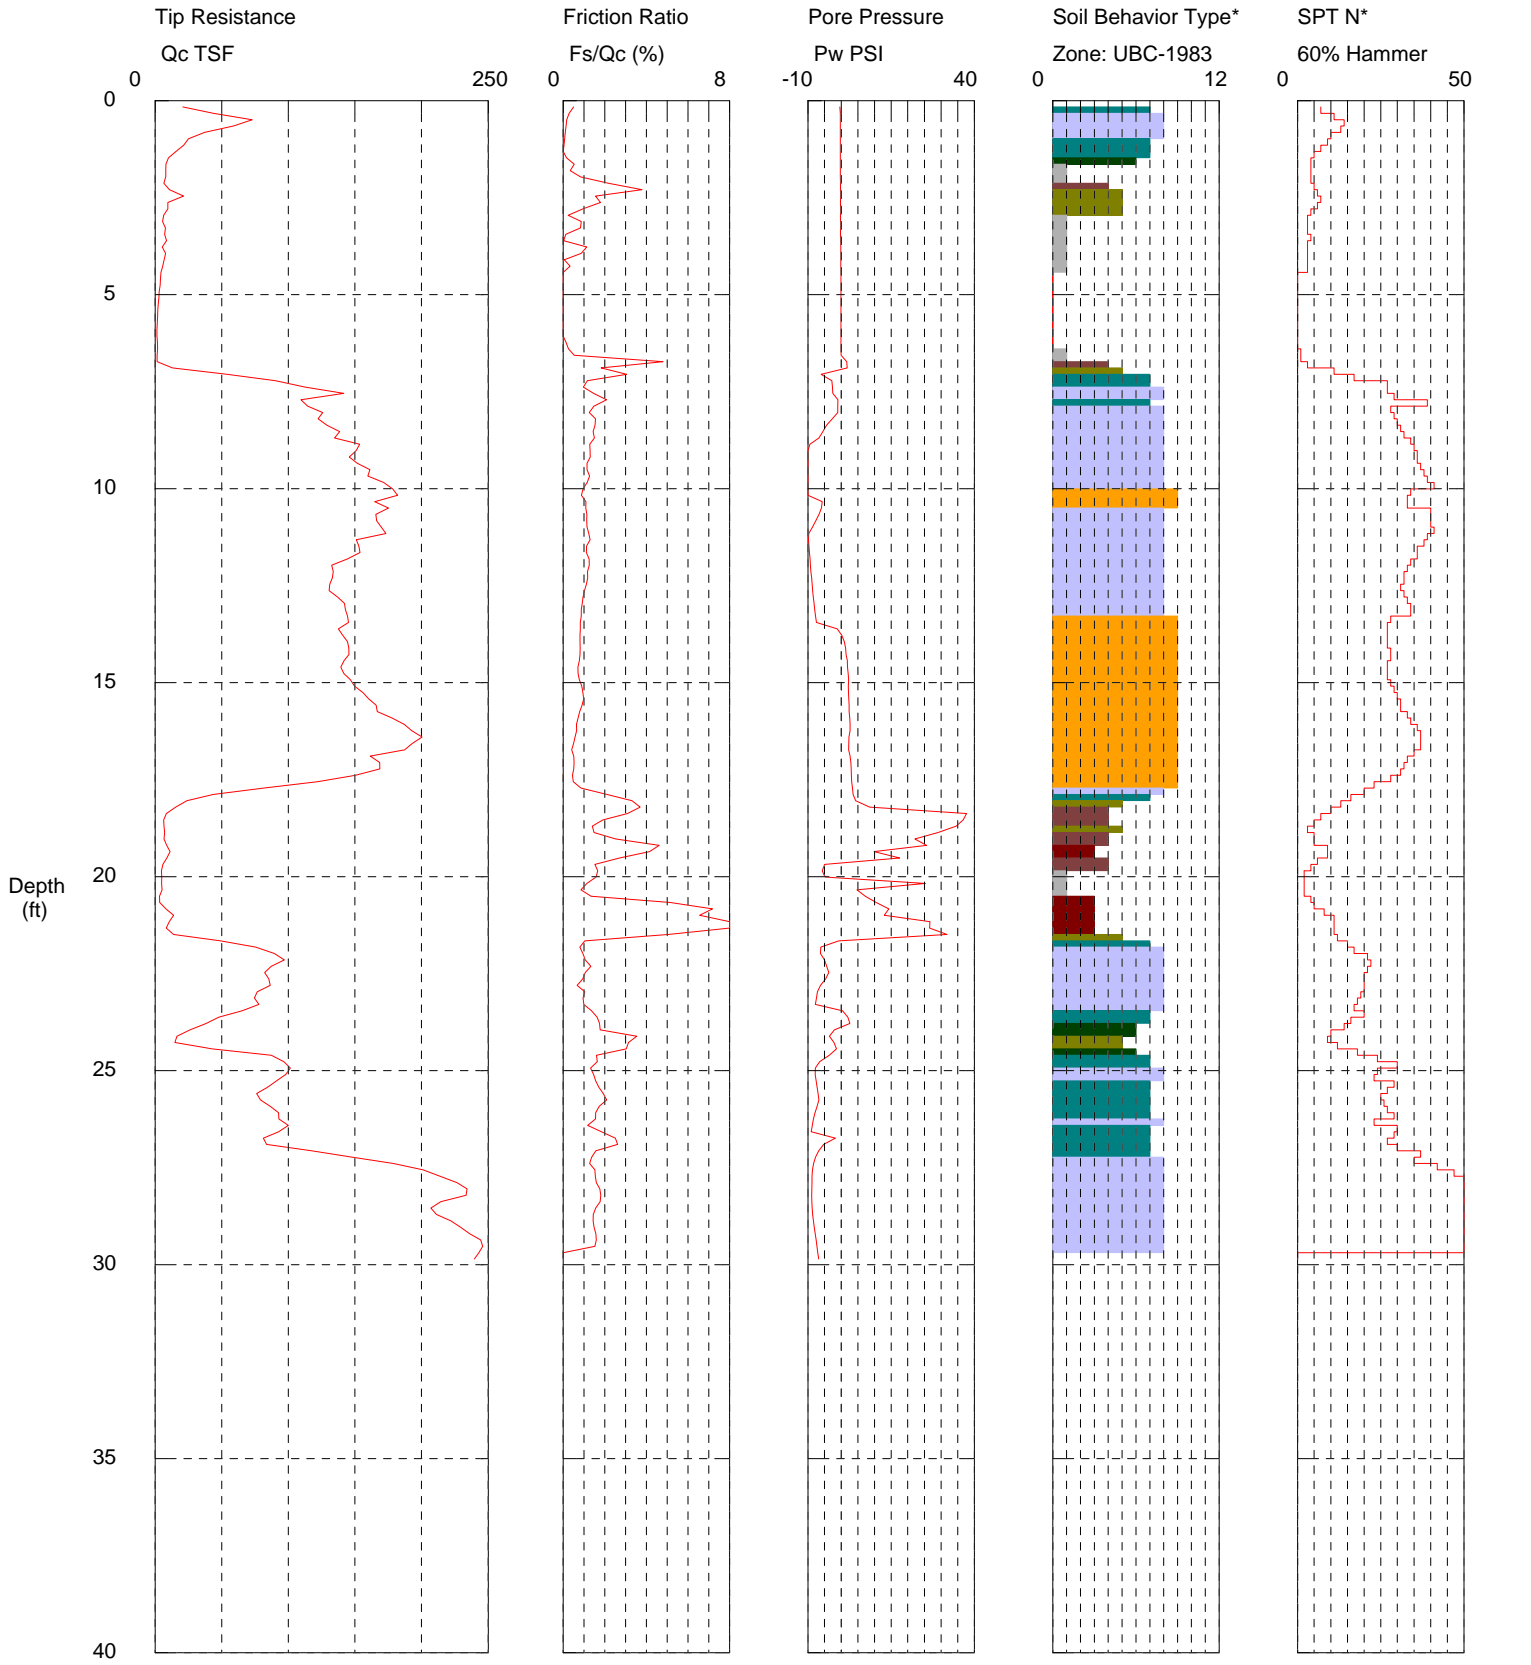 Tip Resistance Friction Ratio Pore Pressure Soil Behavior Type* SPT N*
Qc TSF Fs/Qc (%) Pw PSI Zone: UBC-1983 60% Hammer
0 250 0 8 -10 40 0 12 0 50
0
5
10
15
20
Depth
(ft)
25
30
35
40